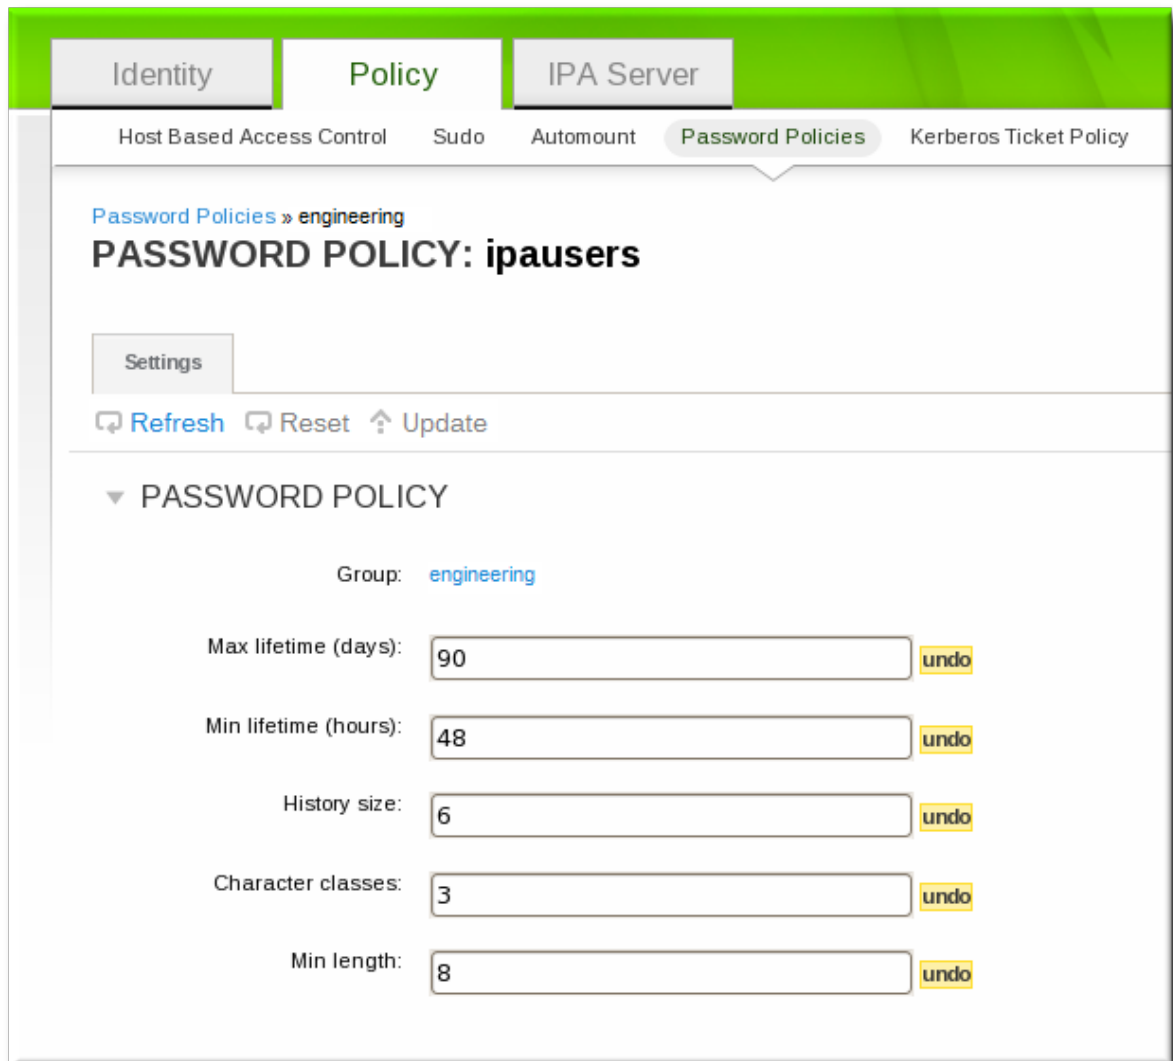 Identity Policy IPA Server
Host Based Access Control Sudo Automount Password Policies Kerberos Ticket Policy
Password Policies » engineering
PASSWORD POLICY: ipausers
Settings
Refresh Reset Update
PASSWORD POLICY
Group: engineering
Max lifetime (days): 90 undo
Min lifetime (hours): 48 undo
History size: 6 undo
Character classes: 3 undo
Min length: 8 undo